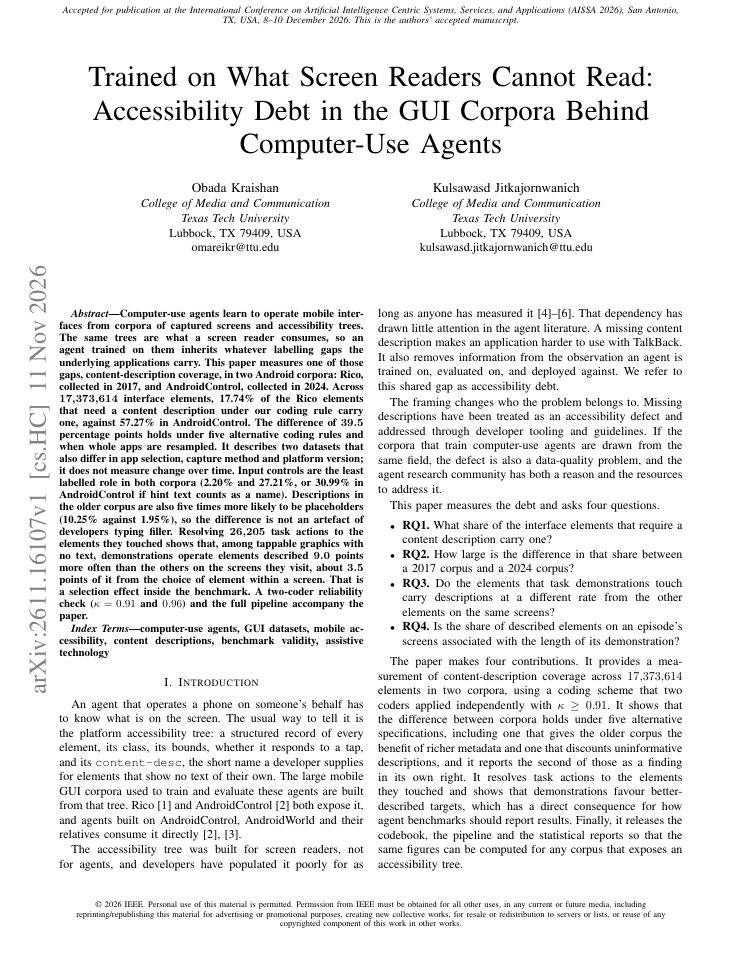 Accepted for publication at the International Conference on Artificial Intelligence Centric Systems, Services, and Applications (AISSA 2026), San Antonio,
TX, USA, 8–10 December 2026. This is the authors' accepted manuscript.
Trained on What Screen Readers Cannot Read:
Accessibility Debt in the GUI Corpora Behind
Computer-Use Agents
Obada Kraishan
College of Media and Communication
Texas Tech University
Lubbock, TX 79409, USA
omareikr@ttu.edu
Kulsawasd Jitkajornwanich
College of Media and Communication
Texas Tech University
Lubbock, TX 79409, USA
kulsawasd.jitkajornwanich@ttu.edu
arXiv:2611.16107v1 [cs.HC] 11 Nov 2026
Abstract—Computer-use agents learn to operate mobile inter-
faces from corpora of captured screens and accessibility trees.
The same trees are what a screen reader consumes, so an
agent trained on them inherits whatever labelling gaps the
underlying applications carry. This paper measures one of those
gaps, content-description coverage, in two Android corpora: Rico,
collected in 2017, and AndroidControl, collected in 2024. Across
17,373,614 interface elements, 17.74% of the Rico elements
that need a content description under our coding rule carry
one, against 57.27% in AndroidControl. The difference of 39.5
percentage points holds under five alternative coding rules and
when whole apps are resampled. It describes two datasets that
also differ in app selection, capture method and platform version;
it does not measure change over time. Input controls are the least
labelled role in both corpora (2.20% and 27.21%, or 30.99% in
AndroidControl if hint text counts as a name). Descriptions in
the older corpus are also five times more likely to be placeholders
(10.25% against 1.95%), so the difference is not an artefact of
developers typing filler. Resolving 26,205 task actions to the
elements they touched shows that, among tappable graphics with
no text, demonstrations operate elements described 9.0 points
more often than the others on the screens they visit, about 3.5
points of it from the choice of element within a screen. That is
a selection effect inside the benchmark. A two-coder reliability
check (κ = 0.91 and 0.96) and the full pipeline accompany the
paper.
Index Terms—computer-use agents, GUI datasets, mobile ac-
cessibility, content descriptions, benchmark validity, assistive
technology
I. INTRODUCTION
An agent that operates a phone on someone's behalf has
to know what is on the screen. The usual way to tell it is
the platform accessibility tree: a structured record of every
element, its class, its bounds, whether it responds to a tap,
and its content-desc, the short name a developer supplies
for elements that show no text of their own. The large mobile
GUI corpora used to train and evaluate these agents are built
from that tree. Rico [1] and AndroidControl [2] both expose it,
and agents built on AndroidControl, AndroidWorld and their
relatives consume it directly [2], [3].
The accessibility tree was built for screen readers, not
for agents, and developers have populated it poorly for as
long as anyone has measured it [4]–[6]. That dependency has
drawn little attention in the agent literature. A missing content
description makes an application harder to use with TalkBack.
It also removes information from the observation an agent is
trained on, evaluated on, and deployed against. We refer to
this shared gap as accessibility debt.
The framing changes who the problem belongs to. Missing
descriptions have been treated as an accessibility defect and
addressed through developer tooling and guidelines. If the
corpora that train computer-use agents are drawn from the
same field, the defect is also a data-quality problem, and the
agent research community has both a reason and the resources
to address it.
This paper measures the debt and asks four questions.
• RQ1. What share of the interface elements that require a
content description carry one?
• RQ2. How large is the difference in that share between
a 2017 corpus and a 2024 corpus?
• RQ3. Do the elements that task demonstrations touch
carry descriptions at a different rate from the other
elements on the same screens?
• RQ4. Is the share of described elements on an episode's
screens associated with the length of its demonstration?
The paper makes four contributions. It provides a mea-
surement of content-description coverage across 17,373,614
elements in two corpora, using a coding scheme that two
coders applied independently with κ ≥ 0.91. It shows that
the difference between corpora holds under five alternative
specifications, including one that gives the older corpus the
benefit of richer metadata and one that discounts uninformative
descriptions, and it reports the second of those as a finding
in its own right. It resolves task actions to the elements
they touched and shows that demonstrations favour better-
described targets, which has a direct consequence for how
agent benchmarks should report results. Finally, it releases the
codebook, the pipeline and the statistical reports so that the
same figures can be computed for any corpus that exposes an
accessibility tree.
© 2026 IEEE. Personal use of this material is permitted. Permission from IEEE must be obtained for all other uses, in any current or future media, including
reprinting/republishing this material for advertising or promotional purposes, creating new collective works, for resale or redistribution to servers or lists, or reuse of any
copyrighted component of this work in other works.